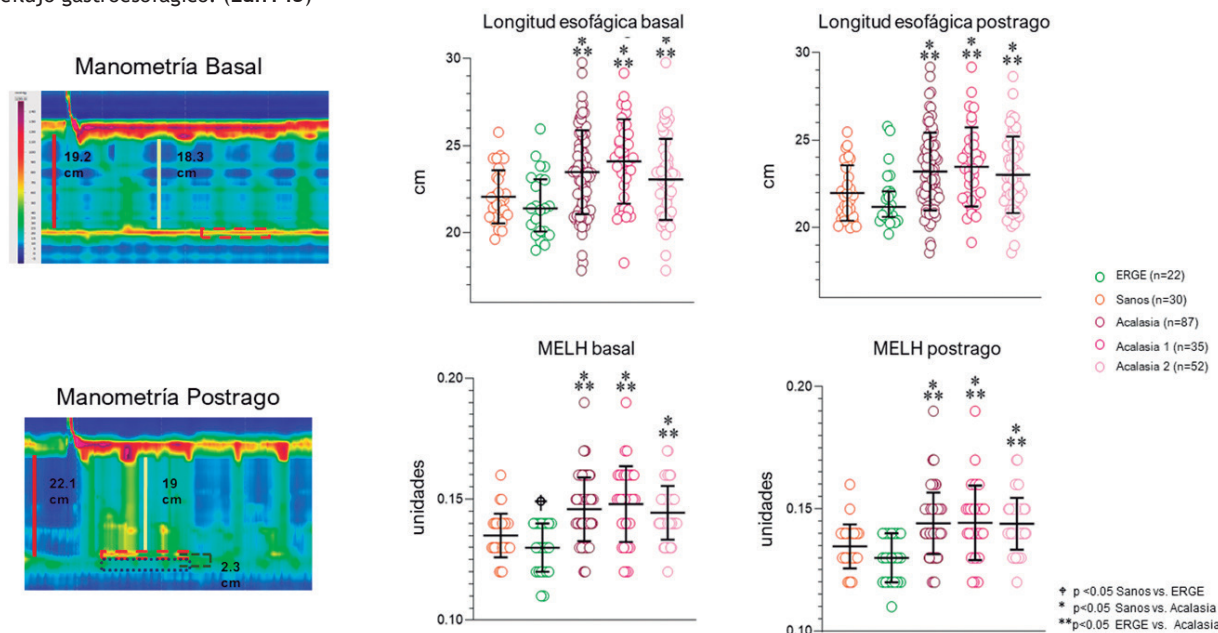 eflujo gastroesofágico. (Lun143)
Manometría Basal
19.2
cm
18.3
cm
Manometría Postrago
22.1
cm
19
cm
2.3
cm
Longitud esofágica basal
cm
30
25
20
*
**
*
**
*
**
Longitud esofágica postrago
cm
30
25
20
*
**
*
**
*
**
ERGE (n=22)
Sanos (n=30)
Acalasia (n=87)
Acalasia 1 (n=35)
Acalasia 2 (n=52)
MELH basal
unidades
0.20
0.15
0.10
*
**
*
**
*
**
MELH postrago
unidades
0.20
0.15
0.10
*
**
*
**
*
**
p <0.05 Sanos vs. ERGE
* p<0.05 Sanos vs. Acalasia
**p<0.05 ERGE vs. Acalasia